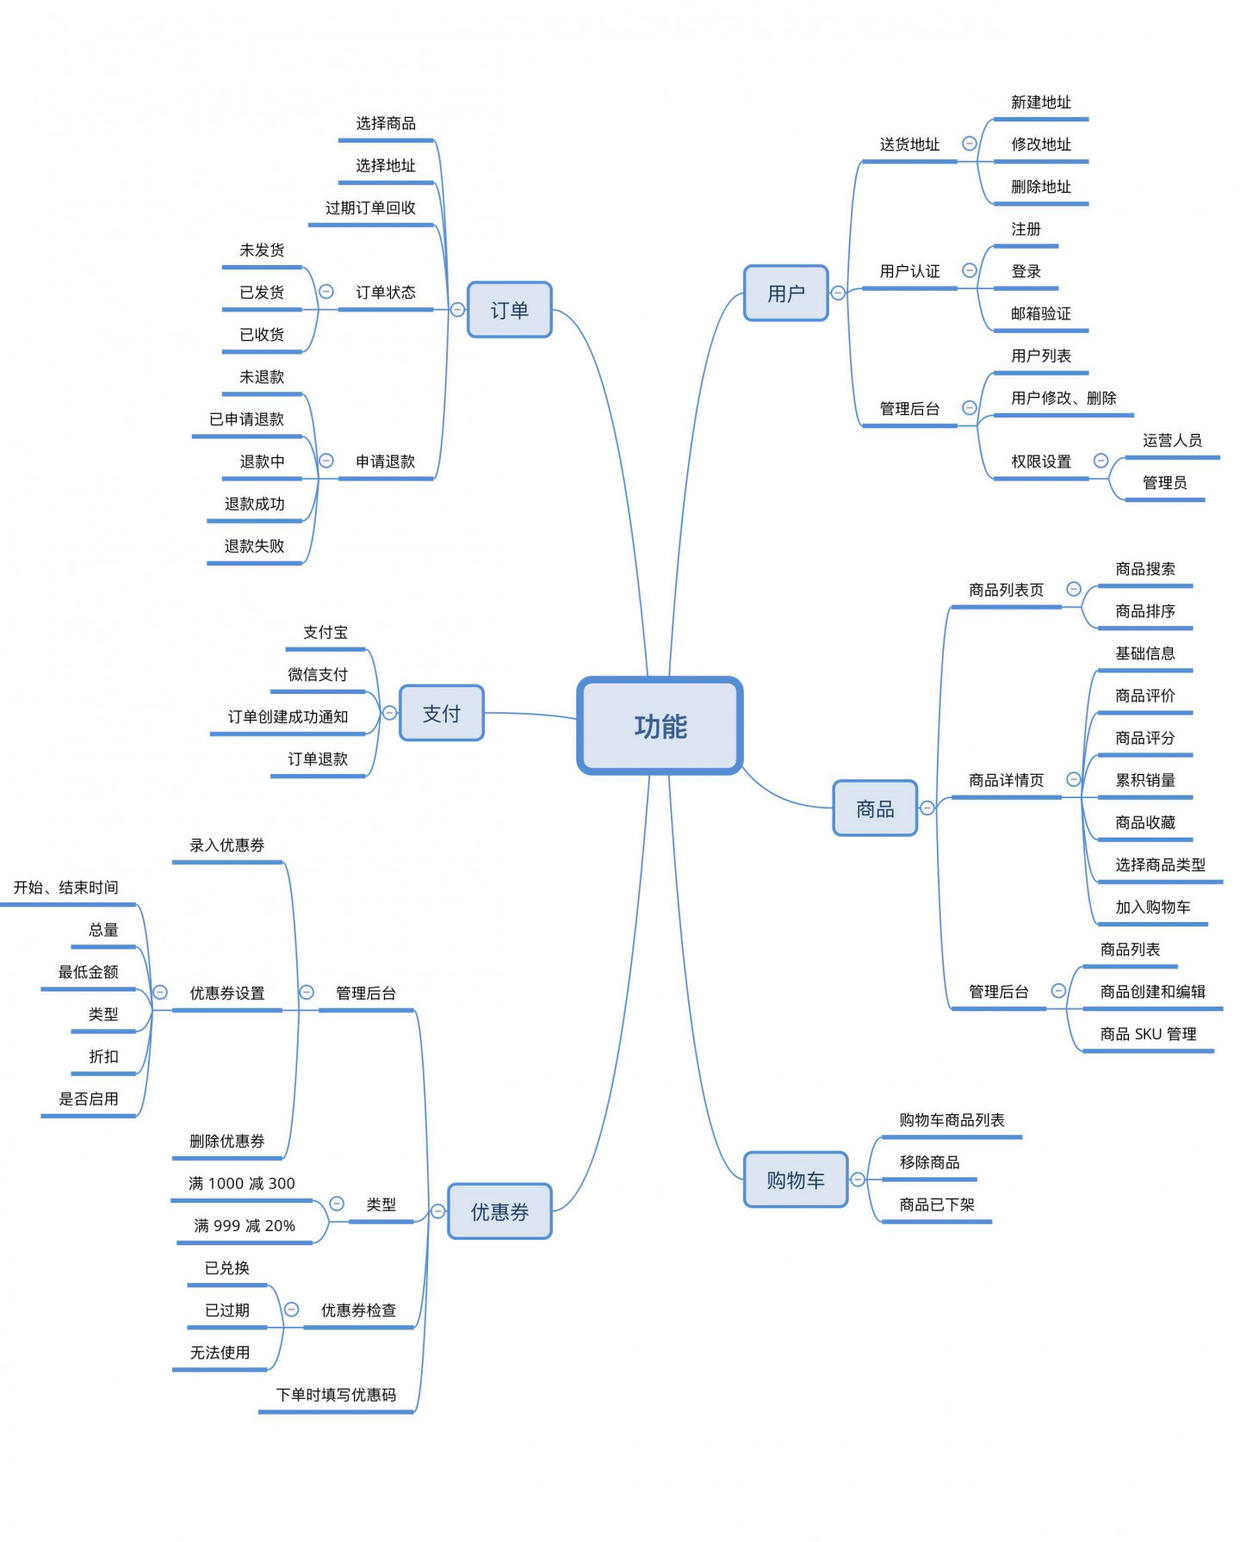 功能
用户
送货地址
新建地址
修改地址
删除地址
用户认证
注册
登录
邮箱验证
管理后台
用户列表
用户修改、删除
权限设置
运营人员
管理员
商品
商品列表页
商品搜索
商品排序
商品详情页
基础信息
商品评价
商品评分
累积销量
商品收藏
选择商品类型
加入购物车
管理后台
商品列表
商品创建和编辑
商品 SKU 管理
购物车
购物车商品列表
移除商品
商品已下架
订单
选择商品
选择地址
过期订单回收
订单状态
未发货
已发货
已收货
申请退款
未退款
已申请退款
退款中
退款成功
退款失败
支付
支付宝
微信支付
订单创建成功通知
订单退款
优惠券
管理后台
录入优惠券
优惠券设置
开始、结束时间
总量
最低金额
类型
折扣
是否启用
删除优惠券
类型
满 1000 减 300
满 999 减 20%
优惠券检查
已兑换
已过期
无法使用
下单时填写优惠码